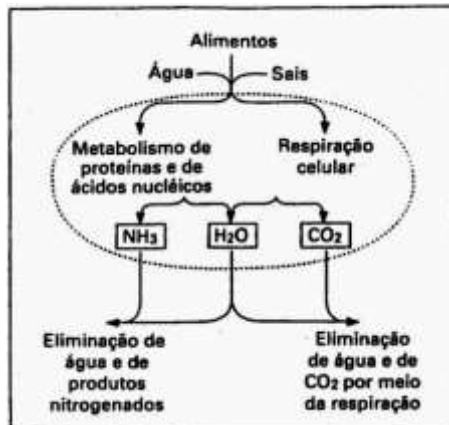 Alimentos
Água
Sais
Metabolismo de
proteínas e de
ácidos nucléicos
Respiração
celular
NH3
H2O
CO2
Eliminação de
água e de
produtos
nitrogenados
Eliminação
de água e de
CO2 por meio
da respiração